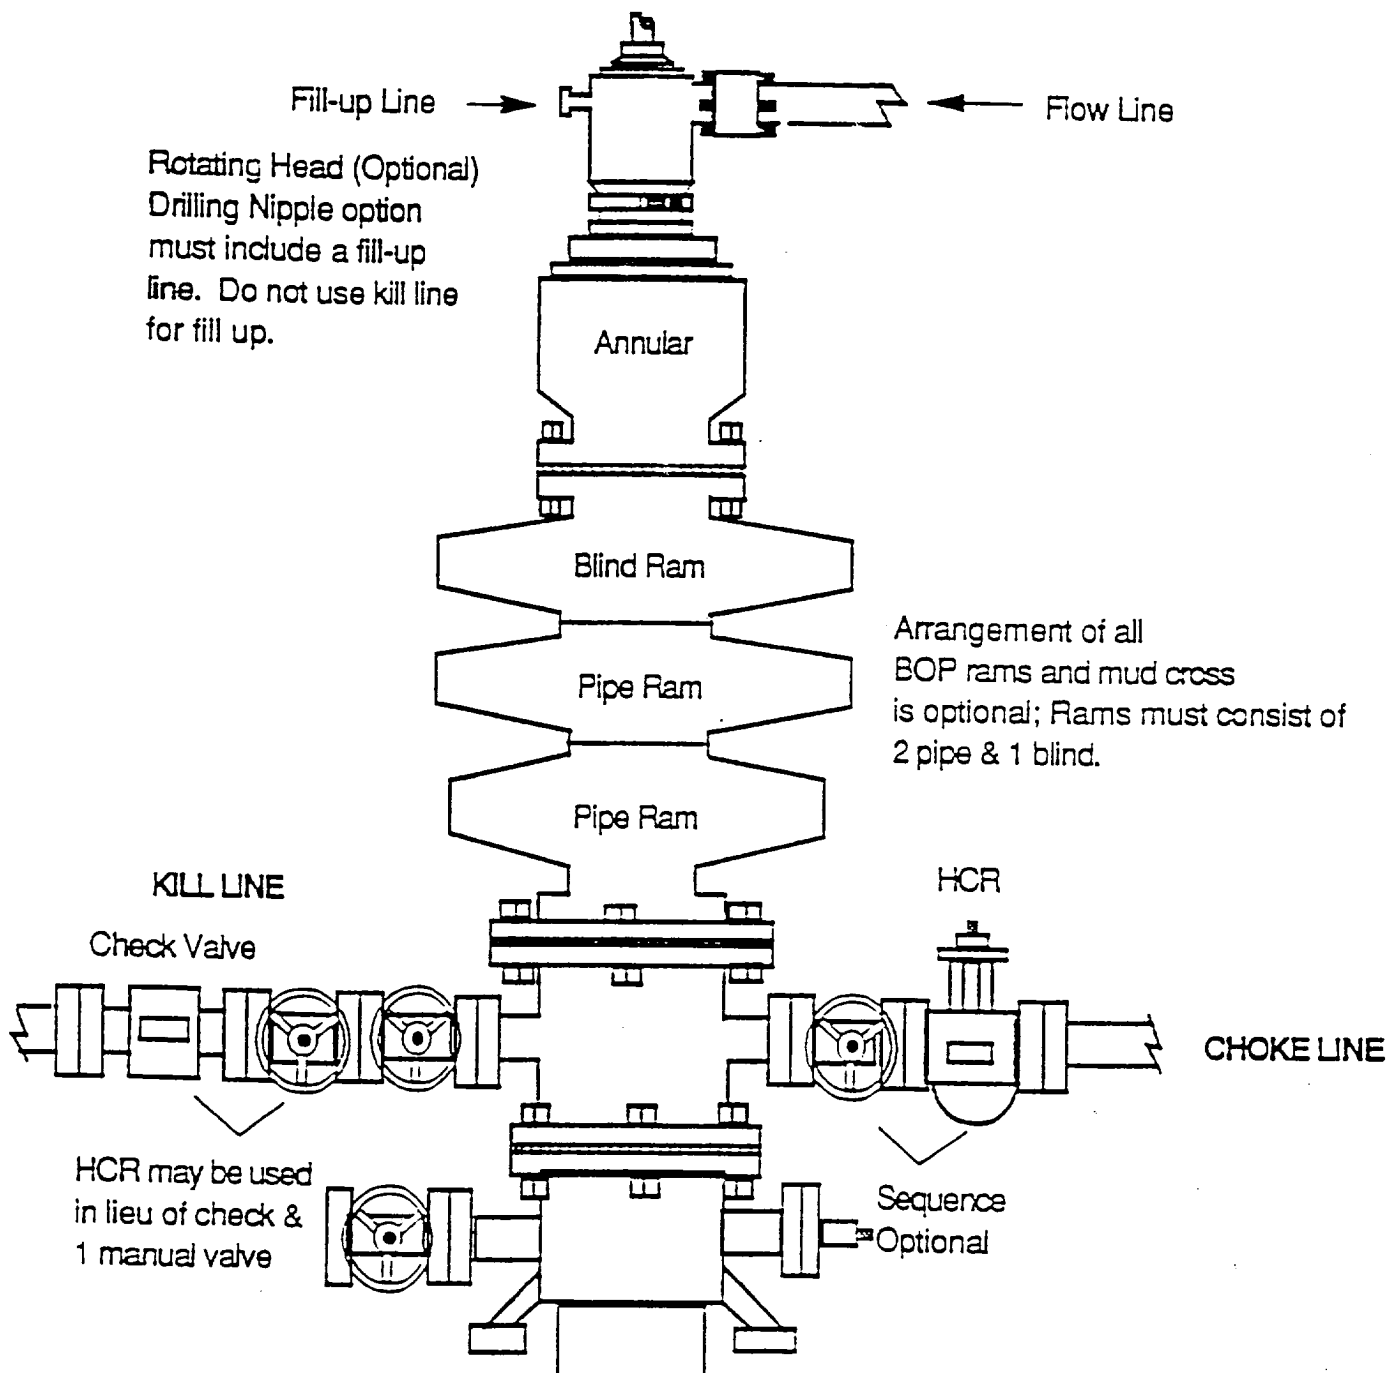 Fill-up Line
Flow Line
Rotating Head (Optional)
Drilling Nipple option
must include a fill-up
line. Do not use kill line
for fill up.
Annular
Blind Ram
Pipe Ram
Arrangement of all
BOP rams and mud cross
is optional; Rams must consist of
2 pipe & 1 blind.
Pipe Ram
KILL LINE
HCR
Check Valve
CHOKE LINE
HCR may be used
in lieu of check &
1 manual valve
Sequence
Optional